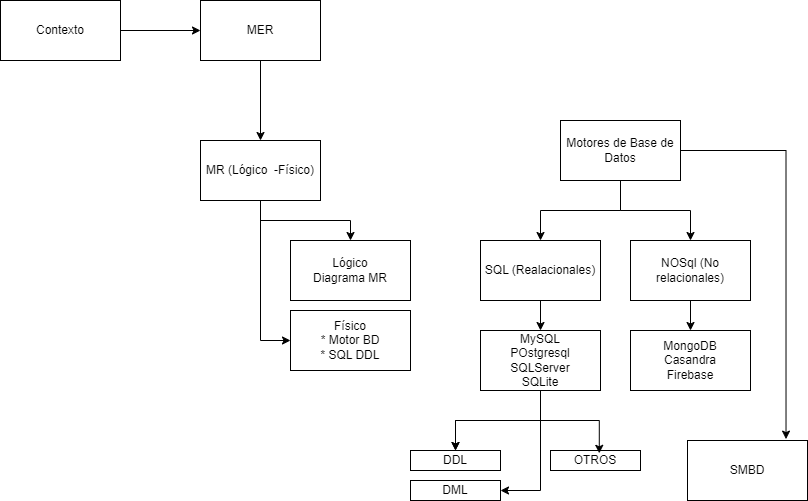 Contexto
MER
MR (Lógico -Físico)
Lógico
Diagrama MR
Físico
* Motor BD
* SQL DDL
Motores de Base de
Datos
SQL (Realacionales)
NOSql (No
relacionales)
MySQL
POstgresql
SQLServer
SQLite
MongoDB
Casandra
Firebase
DDL
OTROS
DML
SMBD